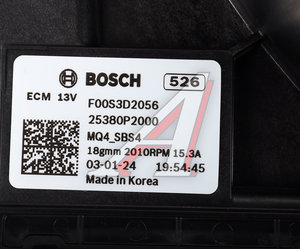 BOSCH 526
ECM 13V F00S3D2056
25380P2000
MQ4_SBS4
18gmm 2010RPM 15.3A
03-01-24 19:54:45
Made in Korea